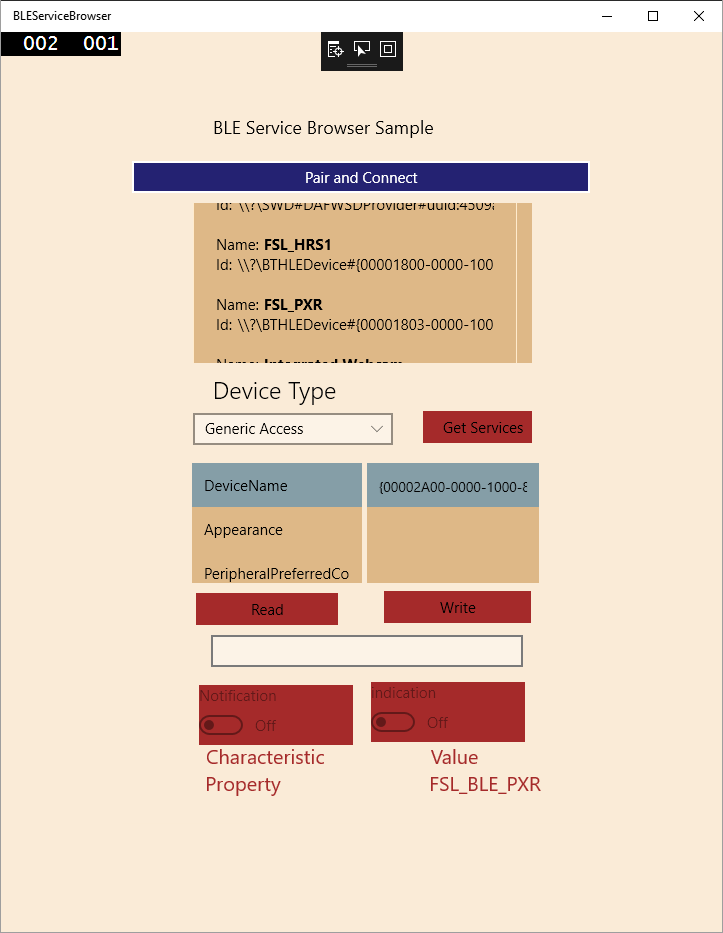 BLEServiceBrowser
002 001
BLE Service Browser Sample
Pair and Connect
Id: \\?\SWD#DAFWSDProvider#uuid:4509a
Name: FSL_HRS1
Id: \\?\BTHLEDevice#{00001800-0000-100
Name: FSL_PXR
Id: \\?\BTHLEDevice#{00001803-0000-100
Name: Integrated Webcam
Device Type
Generic Access
Get Services
DeviceName
{00002A00-0000-1000-8
Appearance
PeripheralPreferredCo
Read
Write
Notification
Off
indication
Off
Characteristic
Property
Value
FSL_BLE_PXR